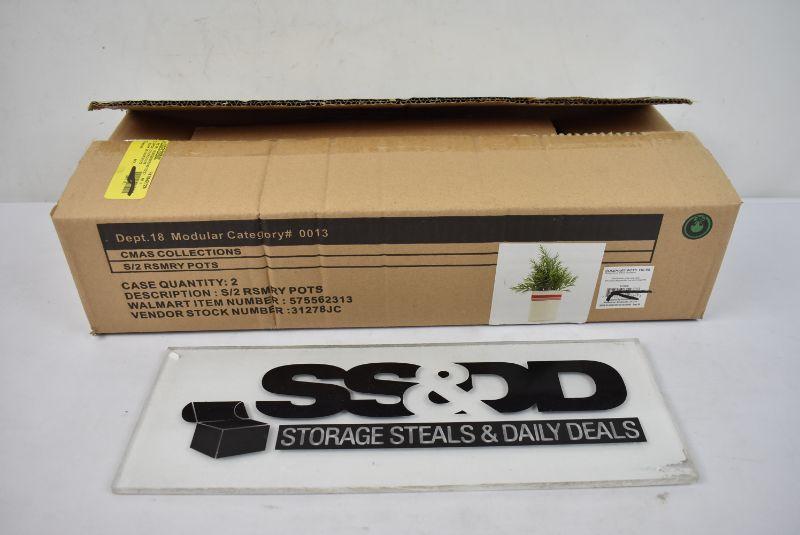 Dept.18 Modular Category# 0013
CMAS COLLECTIONS
S/2 RSMRY POTS
CASE QUANTITY: 2
DESCRIPTION : S/2 RSMRY POTS
WALMART ITEM NUMBER : 575562313
VENDOR STOCK NUMBER :31278JC
SS&DD
STORAGE STEALS & DAILY DEALS